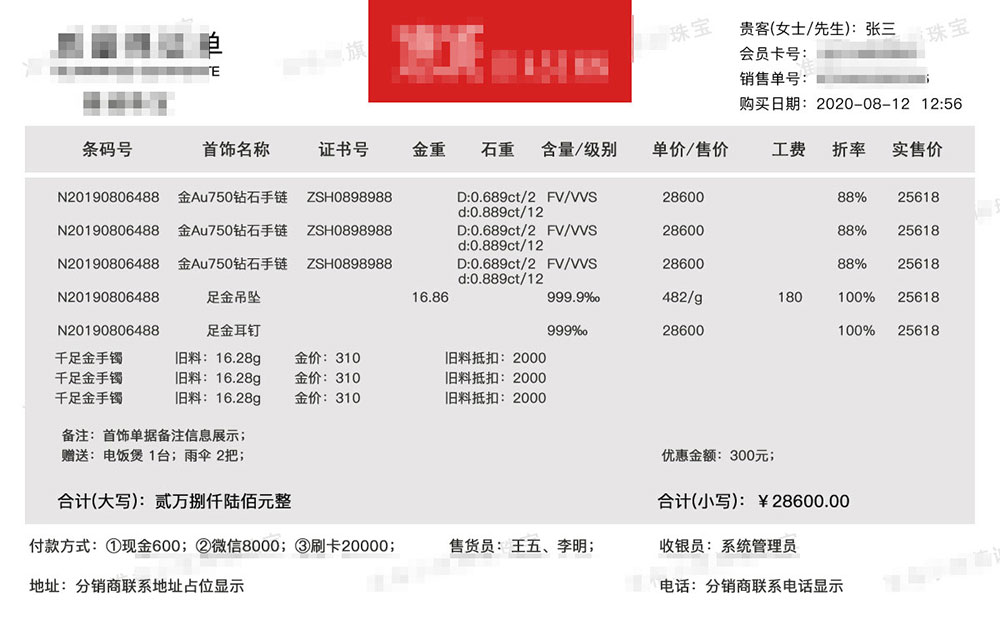 单
贵客(女士/先生)：张三
会员卡号：
销售单号：
购买日期：2020-08-12 12:56
条码号 首饰名称 证书号 金重 石重 含量/级别 单价/售价 工费 折率 实售价
N20190806488 金Au750钻石手链 ZSH0898988 D:0.689ct/2 FV/VVS 28600 88% 25618
d:0.889ct/12
N20190806488 金Au750钻石手链 ZSH0898988 D:0.689ct/2 FV/VVS 28600 88% 25618
d:0.889ct/12
N20190806488 金Au750钻石手链 ZSH0898988 D:0.689ct/2 FV/VVS 28600 88% 25618
d:0.889ct/12
N20190806488 足金吊坠 16.86 999.9‰ 482/g 180 100% 25618
N20190806488 足金耳钉 999‰ 28600 100% 25618
千足金手镯 旧料：16.28g 金价：310 旧料抵扣：2000
千足金手镯 旧料：16.28g 金价：310 旧料抵扣：2000
千足金手镯 旧料：16.28g 金价：310 旧料抵扣：2000
备注：首饰单据备注信息展示；
赠送：电饭煲 1台；雨伞 2把； 优惠金额：300元；
合计(大写)：贰万捌仟陆佰元整 合计(小写)：￥28600.00
付款方式：①现金600；②微信8000；③刷卡20000； 售货员：王五、李明； 收银员：系统管理员
地址：分销商联系地址占位显示 电话：分销商联系电话显示